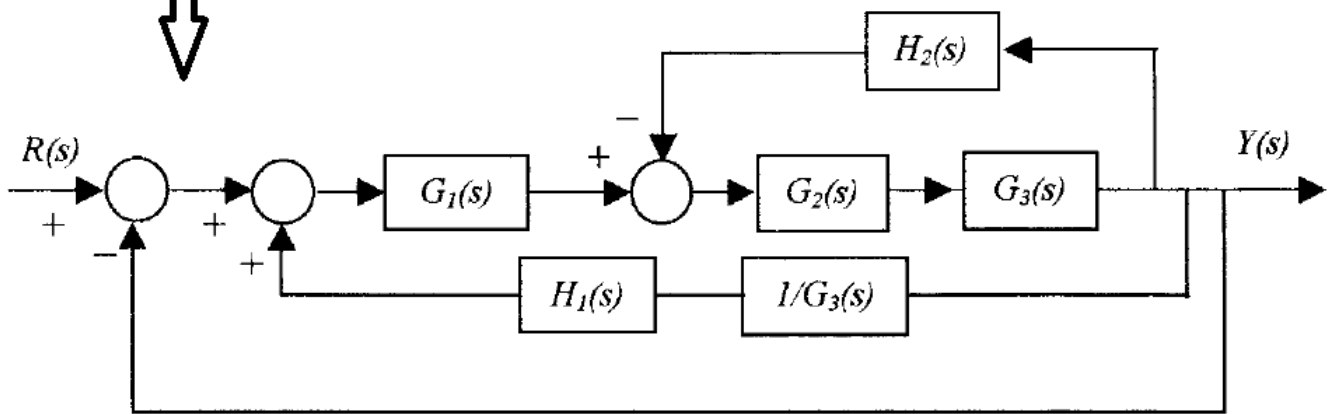 H₂(s)
−
R(s)
+
Y(s)
G₁(s)
G₂(s)
G₃(s)
+
+
−
+
H₁(s)
1/G₃(s)